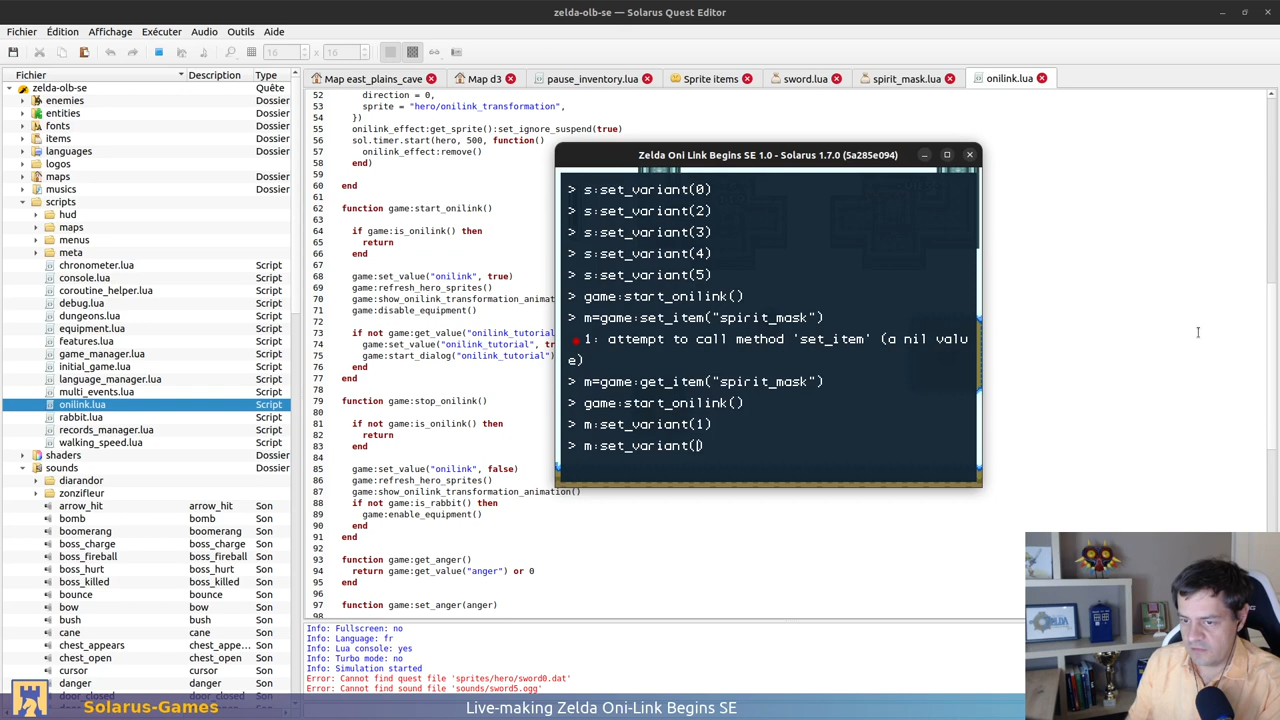 zelda-olb-se — Solarus Quest Editor
Fichier Édition Affichage Exécuter Audio Outils Aide
16 x 16
Fichier Description Type
zelda-olb-se Quête
enemies Dossier
entities Dossier
fonts Dossier
items Dossier
languages Dossier
logos Dossier
maps Dossier
musics Dossier
scripts Dossier
hud Dossier
maps Dossier
menus Dossier
meta Dossier
chronometer.lua Script
console.lua Script
coroutine_helper.lua Script
debug.lua Script
dungeons.lua Script
equipment.lua Script
features.lua Script
game_manager.lua Script
initial_game.lua Script
language_manager.lua Script
multi_events.lua Script
onilink.lua Script
rabbit.lua Script
records_manager.lua Script
walking_speed.lua Script
shaders Dossier
sounds Dossier
diarandor Dossier
zonzifleur Dossier
arrow_hit arrow_hit Son
bomb bomb Son
boomerang boomerang Son
boss_charge boss_charge Son
boss_fireball boss_fireball Son
boss_hurt boss_hurt Son
boss_killed boss_killed Son
bounce bounce Son
bow bow Son
bush bush Son
cane cane Son
chest_appears chest_appe... Son
chest_open chest_open Son
cursor cursor Son
danger danger Son
door_closed
Map east_plains_cave Map d3 pause_inventory.lua Sprite items sword.lua spirit_mask.lua onilink.lua
52 direction = 0,
53 sprite = "hero/onilink_transformation",
54 })
55 onilink_effect:get_sprite():set_ignore_suspend(true)
56 sol.timer.start(hero, 500, function()
57 onilink_effect:remove()
58 end)
59
60 end
61
62 function game:start_onilink()
63
64 if game:is_onilink() then
65 return
66 end
67
68 game:set_value("onilink", true)
69 game:refresh_hero_sprites()
70 game:show_onilink_transformation_anima
71 game:disable_equipment()
72
73 if not game:get_value("onilink_tutorial
74 game:set_value("onilink_tutorial", tr
75 game:start_dialog("onilink_tutorial"
76 end
77 end
78
79 function game:stop_onilink()
80
81 if not game:is_onilink() then
82 return
83 end
84
85 game:set_value("onilink", false)
86 game:refresh_hero_sprites()
87 game:show_onilink_transformation_animation()
88 if not game:is_rabbit() then
89 game:enable_equipment()
90 end
91 end
92
93 function game:get_anger()
94 return game:get_value("anger") or 0
95 end
96
97 function game:set_anger(anger)
98
Zelda Oni Link Begins SE 1.0 - Solarus 1.7.0 (5a285e094)
> s:set_variant(0)
> s:set_variant(2)
> s:set_variant(3)
> s:set_variant(4)
> s:set_variant(5)
> game:start_onilink()
> m=game:set_item("spirit_mask")
1: attempt to call method 'set_item' (a nil valu
e)
> m=game:get_item("spirit_mask")
> game:start_onilink()
> m:set_variant(1)
> m:set_variant()
Info: Fullscreen: no
Info: Language: fr
Info: Lua console: yes
Info: Turbo mode: no
Info: Simulation started
Error: Cannot find quest file 'sprites/hero/sword0.dat'
Error: Cannot find sound file 'sounds/sword5.ogg'
Solarus-Games
Live-making Zelda Oni-Link Begins SE